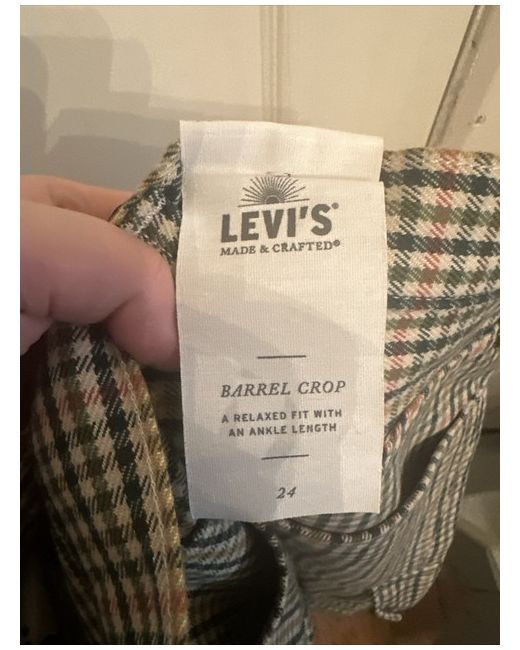 LEVI'S®
MADE & CRAFTED®
BARREL CROP
A RELAXED FIT WITH
AN ANKLE LENGTH
24